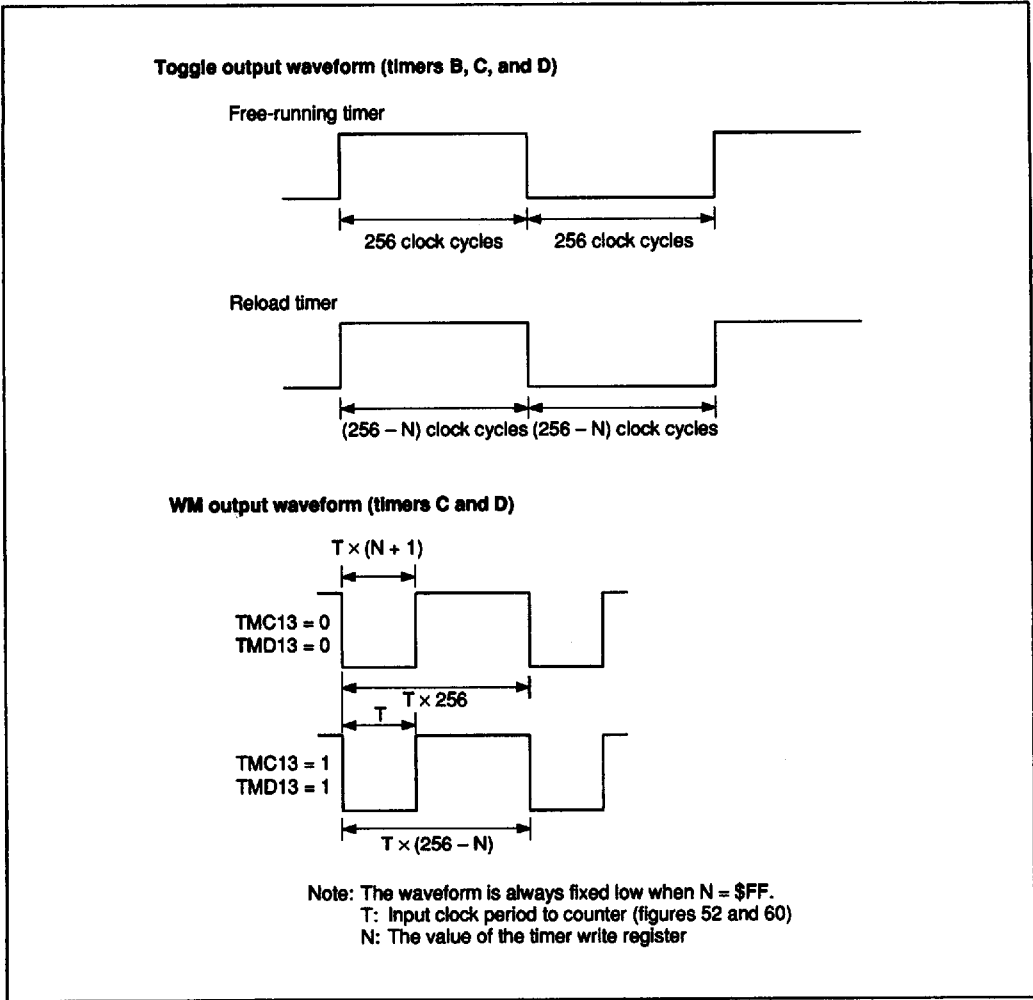 Toggle output waveform (timers B, C, and D)
Free-running timer
256 clock cycles 256 clock cycles
Reload timer
(256 – N) clock cycles (256 – N) clock cycles
WM output waveform (timers C and D)
T × (N + 1)
TMC13 = 0
TMD13 = 0
T × 256
T
TMC13 = 1
TMD13 = 1
T × (256 – N)
Note: The waveform is always fixed low when N = $FF.
T: Input clock period to counter (figures 52 and 60)
N: The value of the timer write register